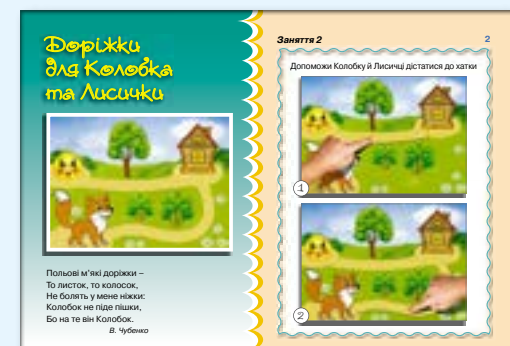 Доріжки
для Колобка
та Лисички
Польові м'які доріжки –
То листок, то колосок,
Не болять у мене ніжки:
Колобок не піде пішки,
Бо на те він Колобок.
В. Чубенко
Заняття 2
2
Допоможи Колобку й Лисичці дістатися до хатки
1
2